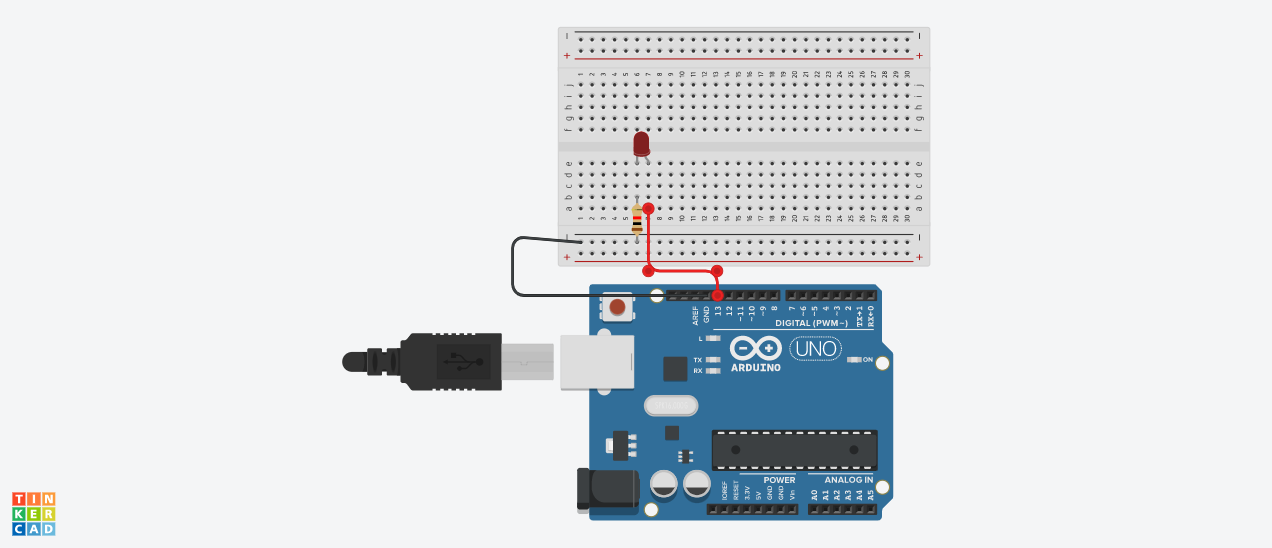 − −
+ +
1 2 3 4 5 6 7 8 9 10 11 12 13 14 15 16 17 18 19 20 21 22 23 24 25 26 27 28 29 30
j j
i i
h h
g g
f f
e e
d d
c c
b b
a a
1 2 3 4 5 6 7 8 9 10 11 12 13 14 15 16 17 18 19 20 21 22 23 24 25 26 27 28 29 30
− −
+ +
AREF GND 13 12 ~11 ~10 ~9 8 7 ~6 ~5 4 ~3 2 TX→1 RX←0
DIGITAL (PWM~)
L
TX
RX
UNO
ON
ARDUINO
POWER
ANALOG IN
IOREF RESET 3.3V 5V GND GND Vin A0 A1 A2 A3 A4 A5
TIN
KER
CAD